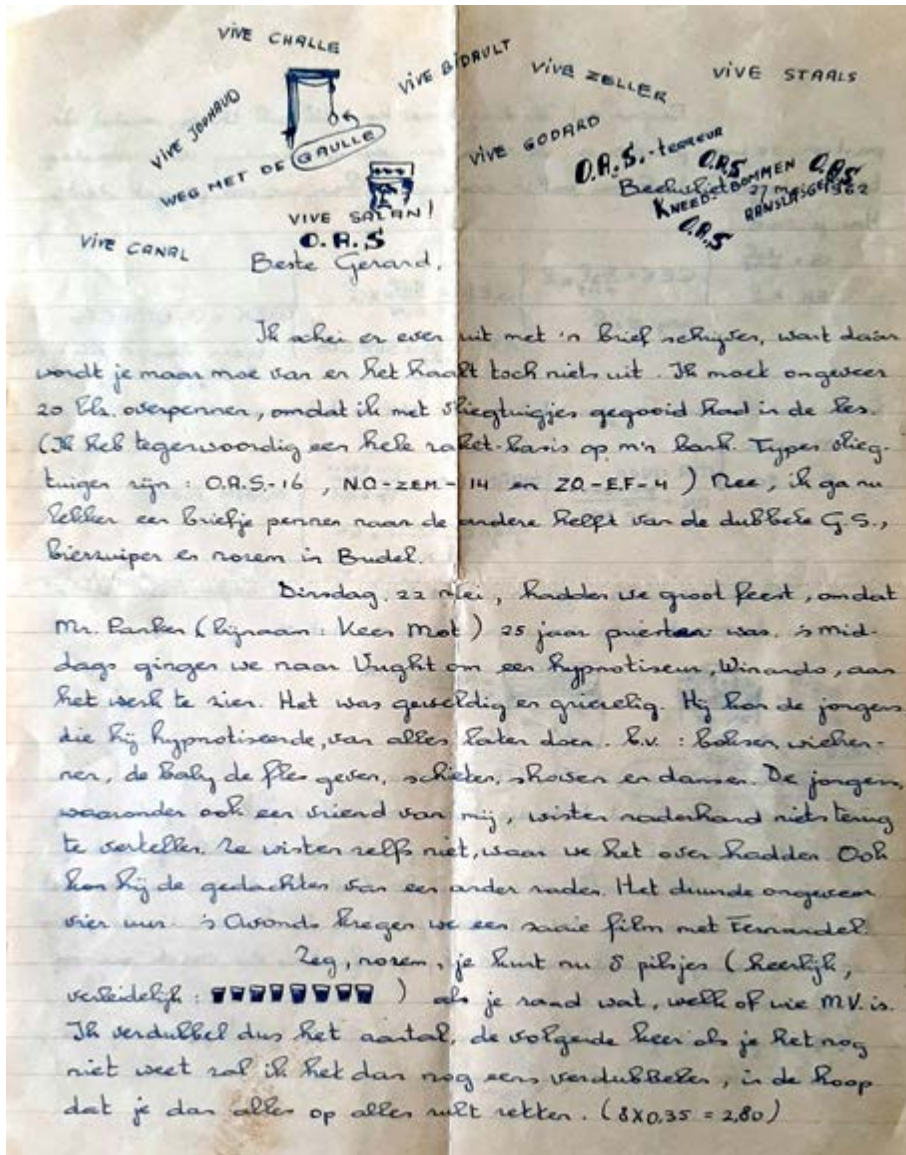 VIVE CHALLE
VIVE BIDAULT
VIVE ZELLER
VIVE STAALS
VIVE JOUHAUD
VIVE GODARD
WEG MET DE GAULLE
O.A.S.-terreur
O.A.S
O.A.S
Beekvliet
KNEED-BOMMEN
27 mei 1962
AANSLAGEN
O.A.S
VIVE SALAN!
O.A.S
VIVE CANAL
Beste Gerard,
Ik schei er even uit met 'n brief schrijven, want daar
wordt je maar moe van en het haalt toch niets uit. Ik moet ongeveer
20 blz. overpennen, omdat ik met vliegtuigjes gegooid had in de les.
(Ik heb tegenwoordig een hele raket-basis op m'n bank. Types vlieg-
tuigen zijn: O.A.S.-16, N.O-ZEM-14 en ZO.-E.F-4) Nee, ik ga nu
lekker een briefje pennen naar de andere helft van de dubbele G.S.,
bierzuiper en nozem in Budel.
Dinsdag, 22 Mei, hadden we groot feest, omdat
Mr. Panken (bijnaam: Kees Mot) 25 jaar priester was. 's mid-
dags gingen we naar Vught om een hypnotiseur, Winando, aan
het werk te zien. Het was geweldig en griezelig. Hij kon de jongens
die hij hypnotiseerde, van alles laten doen. b.v.: boksen, wielren-
nen, de baby de fles geven, schieten, showen en dansen. De jongens,
waaronder ook een vriend van mij, wisten naderhand niets terug
te vertellen. Ze wisten zelfs niet, waar we het over hadden. Ook
kon hij de gedachten van een ander raden. Het duurde ongeveer
vier uur. 's Avonds kregen we een saaie film met Fernandel.
Zeg, nozem, je kunt nu 8 pilsjes (heerlijk,
verleidelijk: ) als je raad wat, welk of wie M.V. is.
Ik verdubbel dus het aantal, de volgende keer als je het nog
niet weet zal ik het dan nog eens verdubbelen, in de hoop
dat je dan alles op alles zult zetten. (8x0,35 = 2,80)